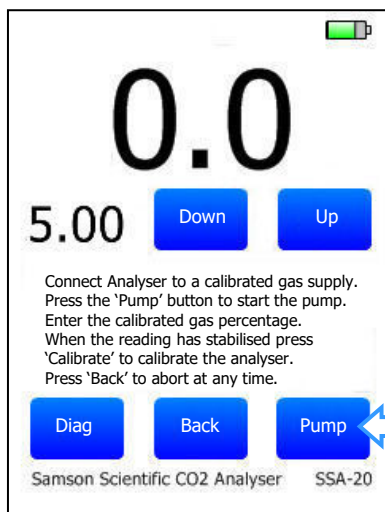 0.0
5.00 Down Up
Connect Analyser to a calibrated gas supply.
Press the ‘Pump’ button to start the pump.
Enter the calibrated gas percentage.
When the reading has stabilised press
‘Calibrate’ to calibrate the analyser.
Press ‘Back’ to abort at any time.
Diag Back Pump
Samson Scientific CO2 Analyser SSA-20